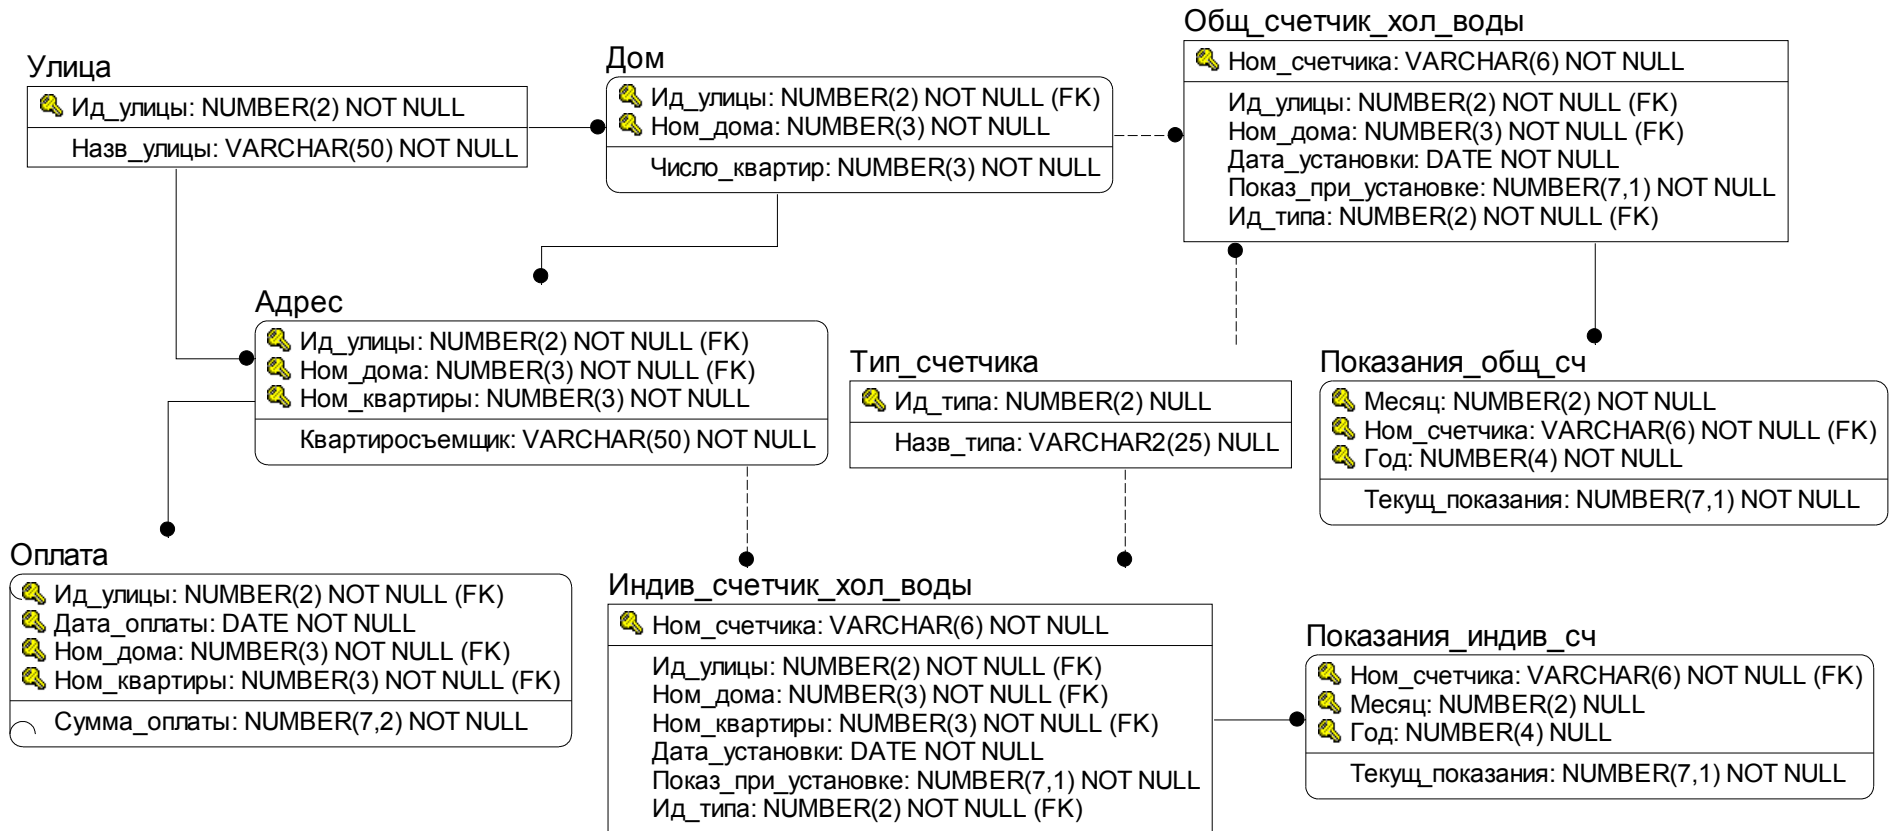 Улица
Ид_улицы: NUMBER(2) NOT NULL
Назв_улицы: VARCHAR(50) NOT NULL
Дом
Ид_улицы: NUMBER(2) NOT NULL (FK)
Ном_дома: NUMBER(3) NOT NULL
Число_квартир: NUMBER(3) NOT NULL
Общ_счетчик_хол_воды
Ном_счетчика: VARCHAR(6) NOT NULL
Ид_улицы: NUMBER(2) NOT NULL (FK)
Ном_дома: NUMBER(3) NOT NULL (FK)
Дата_установки: DATE NOT NULL
Показ_при_установке: NUMBER(7,1) NOT NULL
Ид_типа: NUMBER(2) NOT NULL (FK)
Адрес
Ид_улицы: NUMBER(2) NOT NULL (FK)
Ном_дома: NUMBER(3) NOT NULL (FK)
Ном_квартиры: NUMBER(3) NOT NULL
Квартиросъемщик: VARCHAR(50) NOT NULL
Тип_счетчика
Ид_типа: NUMBER(2) NULL
Назв_типа: VARCHAR2(25) NULL
Показания_общ_сч
Месяц: NUMBER(2) NOT NULL
Ном_счетчика: VARCHAR(6) NOT NULL (FK)
Год: NUMBER(4) NOT NULL
Текущ_показания: NUMBER(7,1) NOT NULL
Оплата
Ид_улицы: NUMBER(2) NOT NULL (FK)
Дата_оплаты: DATE NOT NULL
Ном_дома: NUMBER(3) NOT NULL (FK)
Ном_квартиры: NUMBER(3) NOT NULL (FK)
Сумма_оплаты: NUMBER(7,2) NOT NULL
Индив_счетчик_хол_воды
Ном_счетчика: VARCHAR(6) NOT NULL
Ид_улицы: NUMBER(2) NOT NULL (FK)
Ном_дома: NUMBER(3) NOT NULL (FK)
Ном_квартиры: NUMBER(3) NOT NULL (FK)
Дата_установки: DATE NOT NULL
Показ_при_установке: NUMBER(7,1) NOT NULL
Ид_типа: NUMBER(2) NOT NULL (FK)
Показания_индив_сч
Ном_счетчика: VARCHAR(6) NOT NULL (FK)
Месяц: NUMBER(2) NULL
Год: NUMBER(4) NULL
Текущ_показания: NUMBER(7,1) NOT NULL